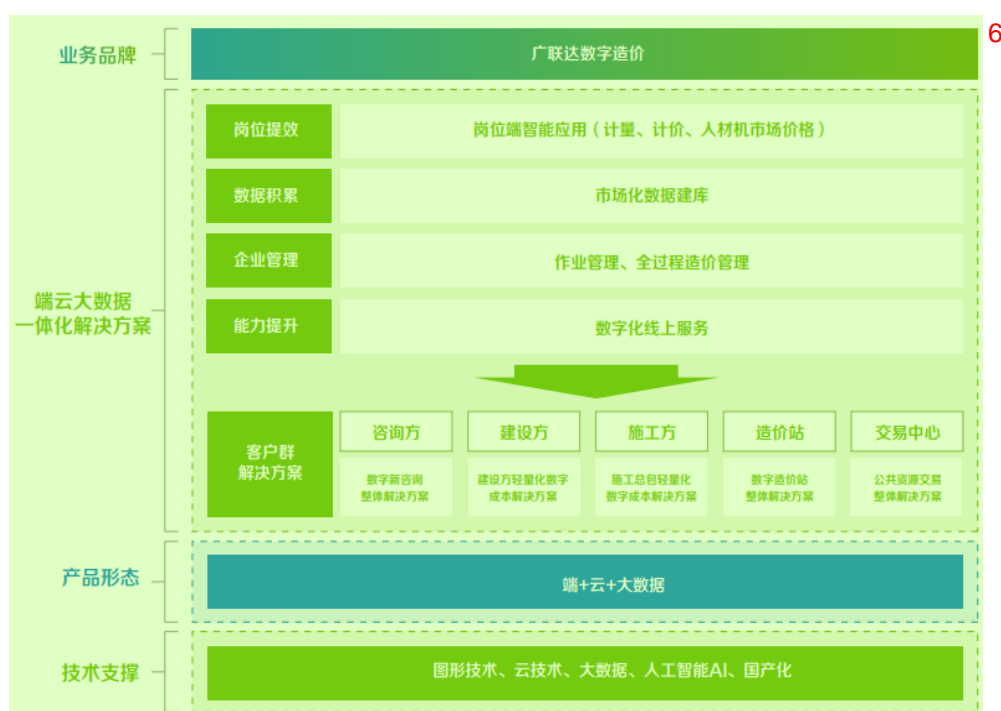 6
业务品牌
广联达数字造价
岗位提效
岗位端智能应用（计量、计价、人材机市场价格）
数据积累
市场化数据建库
企业管理
作业管理、全过程造价管理
端云大数据
一体化解决方案
能力提升
数字化线上服务
客户群
解决方案
咨询方
建设方
施工方
造价站
交易中心
数字新咨询
整体解决方案
建设方轻量化数字
成本解决方案
施工总包轻量化
数字成本解决方案
数字造价站
整体解决方案
公共资源交易
整体解决方案
产品形态
端+云+大数据
技术支撑
图形技术、云技术、大数据、人工智能AI、国产化